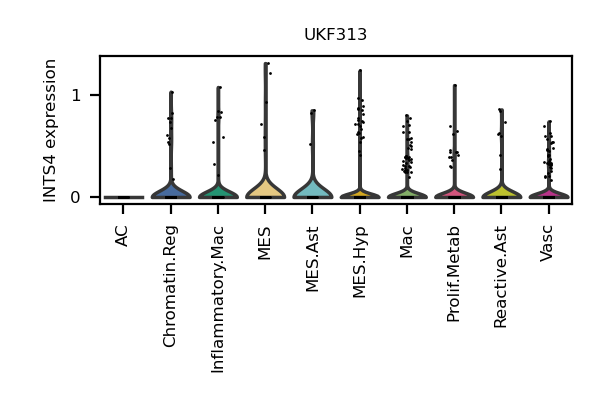 UKF313
INTS4 expression
1
0
AC
Chromatin.Reg
Inflammatory.Mac
MES
MES.Ast
MES.Hyp
Mac
Prolif.Metab
Reactive.Ast
Vasc